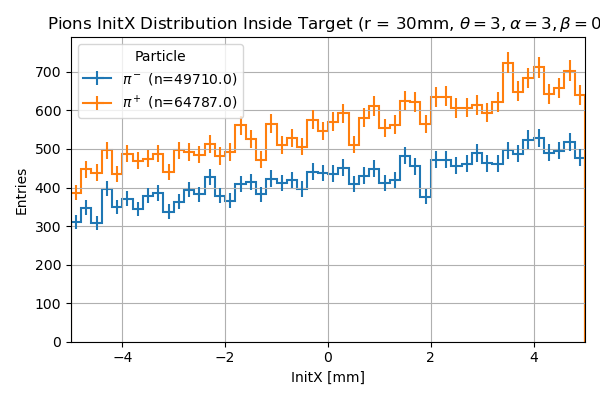 Pions InitX Distribution Inside Target (r = 30mm, θ = 3, α = 3, β = 0
Particle
π⁻ (n=49710.0)
π⁺ (n=64787.0)
700
600
500
400
300
200
100
0
Entries
−4 −2 0 2 4
InitX [mm]